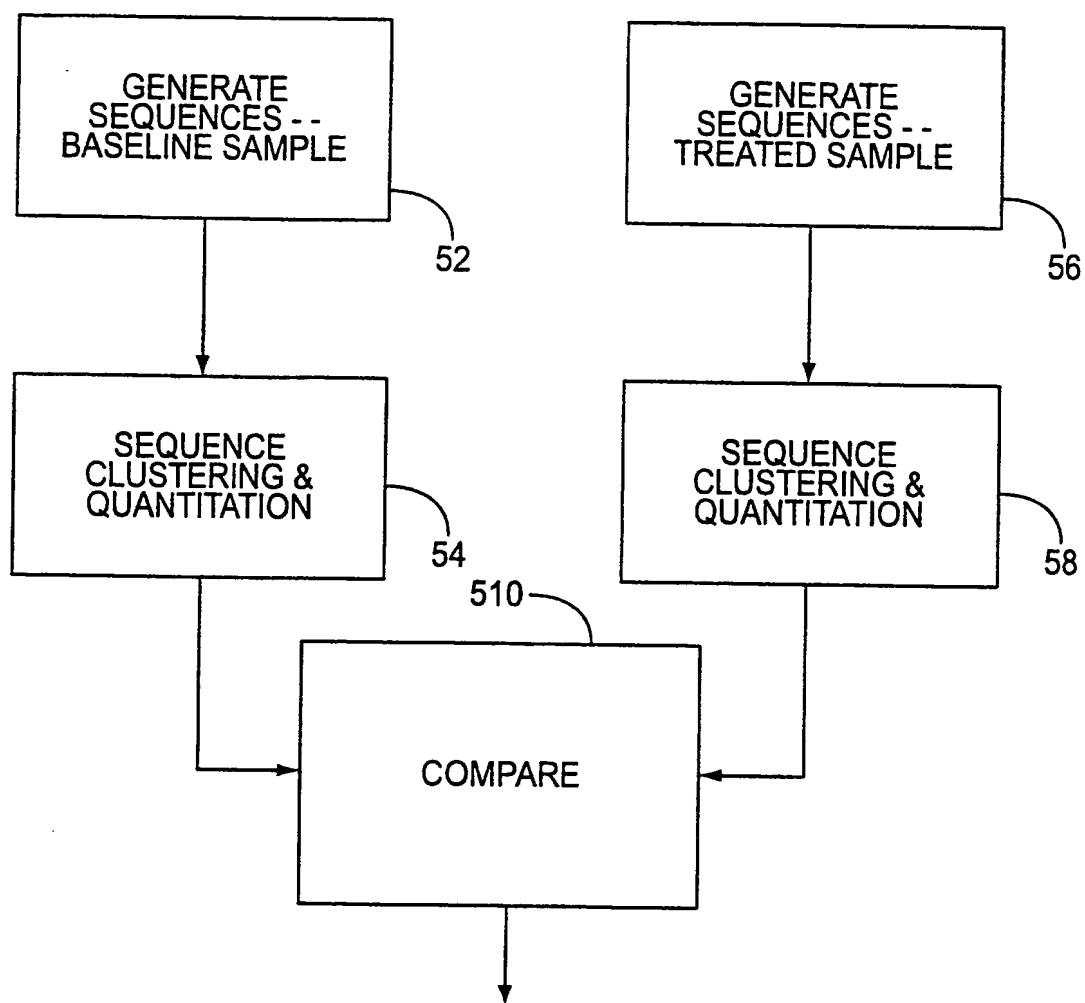 GENERATE
SEQUENCES - -
BASELINE SAMPLE
52
GENERATE
SEQUENCES - -
TREATED SAMPLE
56
SEQUENCE
CLUSTERING &
QUANTITATION
54
SEQUENCE
CLUSTERING &
QUANTITATION
58
510
COMPARE